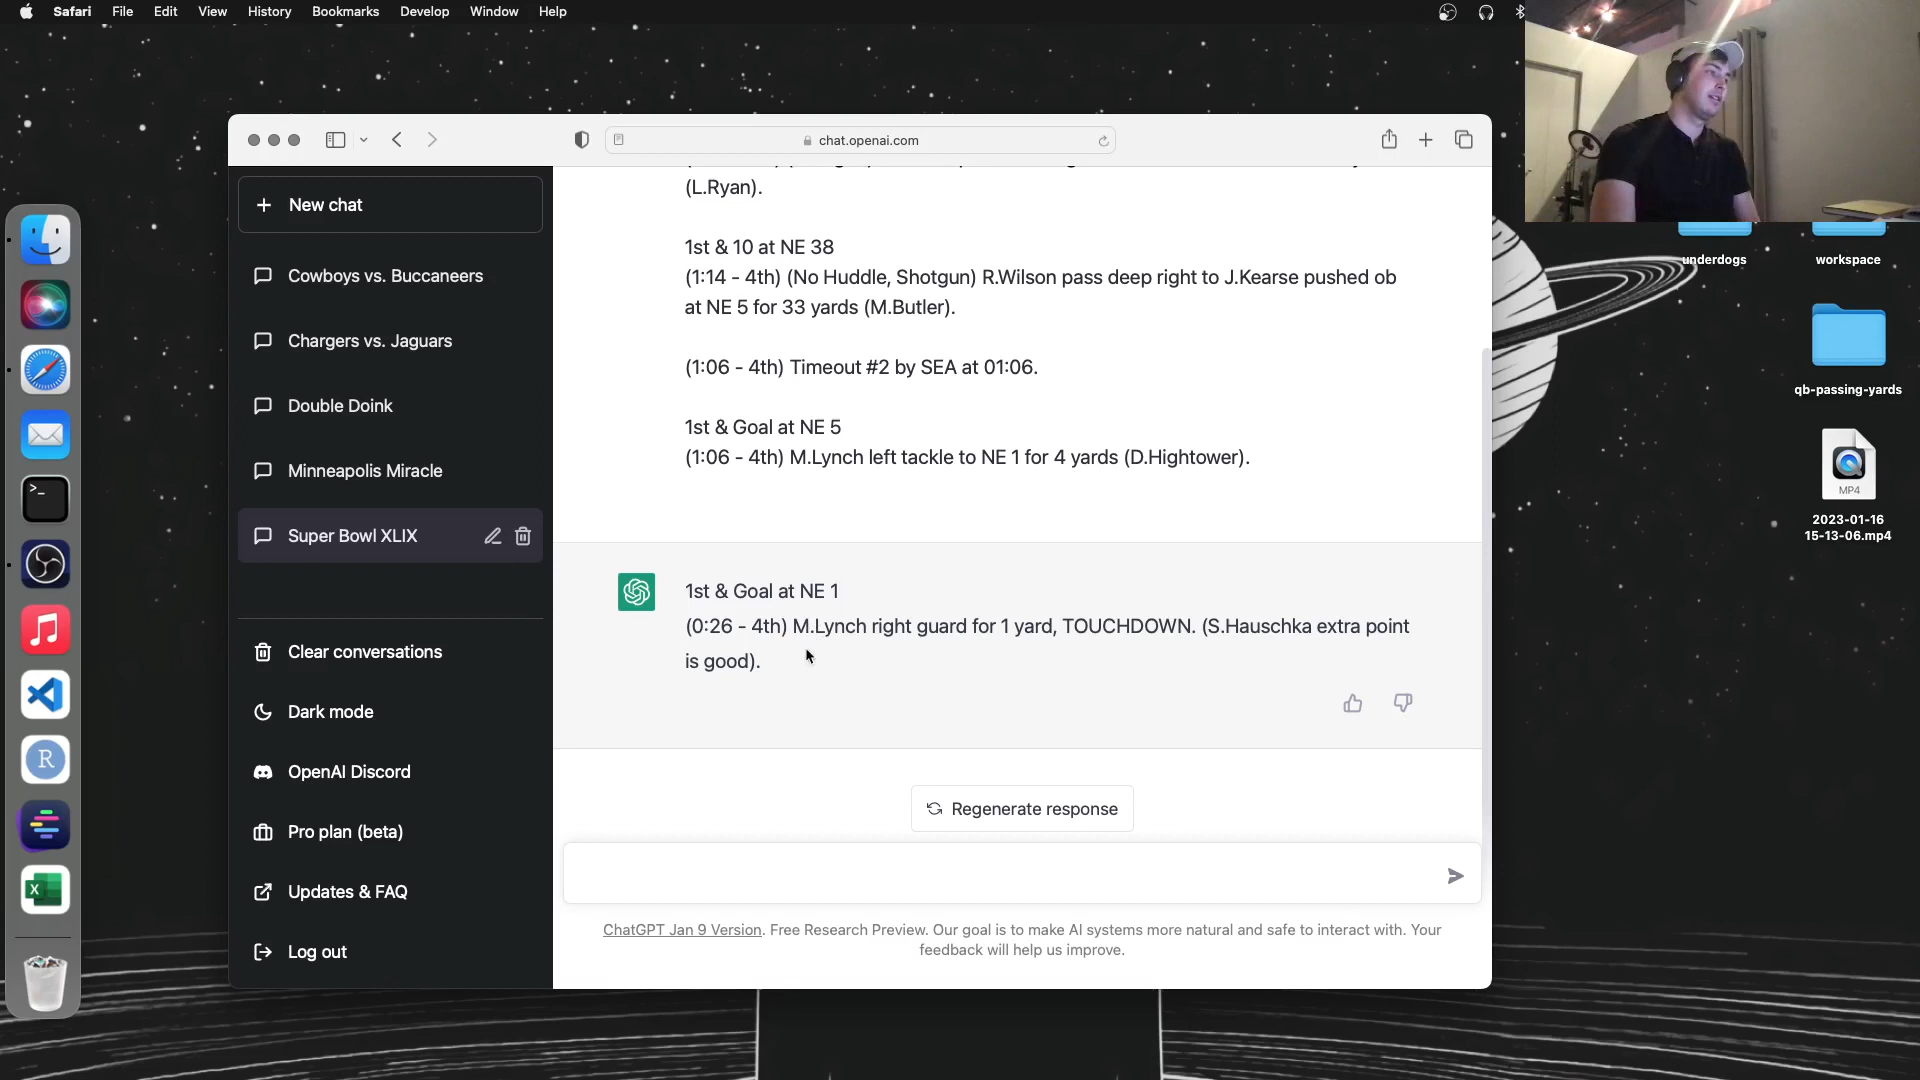 Safari File Edit View History Bookmarks Develop Window Help
chat.openai.com
New chat
Cowboys vs. Buccaneers
Chargers vs. Jaguars
Double Doink
Minneapolis Miracle
Super Bowl XLIX
Clear conversations
Dark mode
OpenAI Discord
Pro plan (beta)
Updates & FAQ
Log out
(L.Ryan).
1st & 10 at NE 38
(1:14 - 4th) (No Huddle, Shotgun) R.Wilson pass deep right to J.Kearse pushed ob
at NE 5 for 33 yards (M.Butler).
(1:06 - 4th) Timeout #2 by SEA at 01:06.
1st & Goal at NE 5
(1:06 - 4th) M.Lynch left tackle to NE 1 for 4 yards (D.Hightower).
1st & Goal at NE 1
(0:26 - 4th) M.Lynch right guard for 1 yard, TOUCHDOWN. (S.Hauschka extra point
is good).
Regenerate response
ChatGPT Jan 9 Version. Free Research Preview. Our goal is to make AI systems more natural and safe to interact with. Your
feedback will help us improve.
underdogs
workspace
qb-passing-yards
MP4
2023-01-16
15-13-06.mp4
>_
R
X